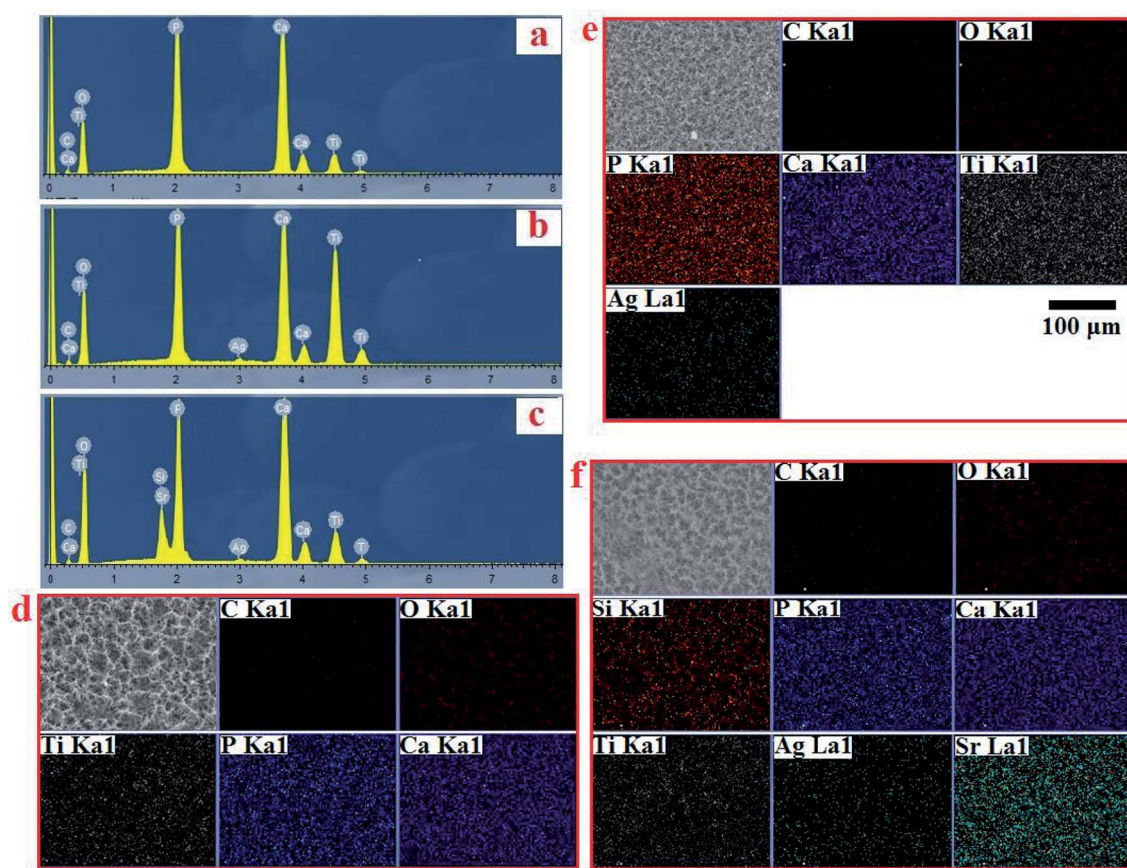 a
P
Ca
O
Ti
C
Ca
Ca
Ti
Ti
0 1 2 3 4 5 6 7 8
b
P
Ca
Ti
O
Ti
C
Ca
Ag
Ca
Ti
0 1 2 3 4 5 6 7 8
c
P
Ca
O
Ti
Si
Sr
C
Ca
Ag
Ca
Ti
T
0 1 2 3 4 5 6 7 8
d
C Ka1 O Ka1
Ti Ka1 P Ka1 Ca Ka1
e
C Ka1 O Ka1
P Ka1 Ca Ka1 Ti Ka1
Ag La1
100 µm
f
C Ka1 O Ka1
Si Ka1 P Ka1 Ca Ka1
Ti Ka1 Ag La1 Sr La1